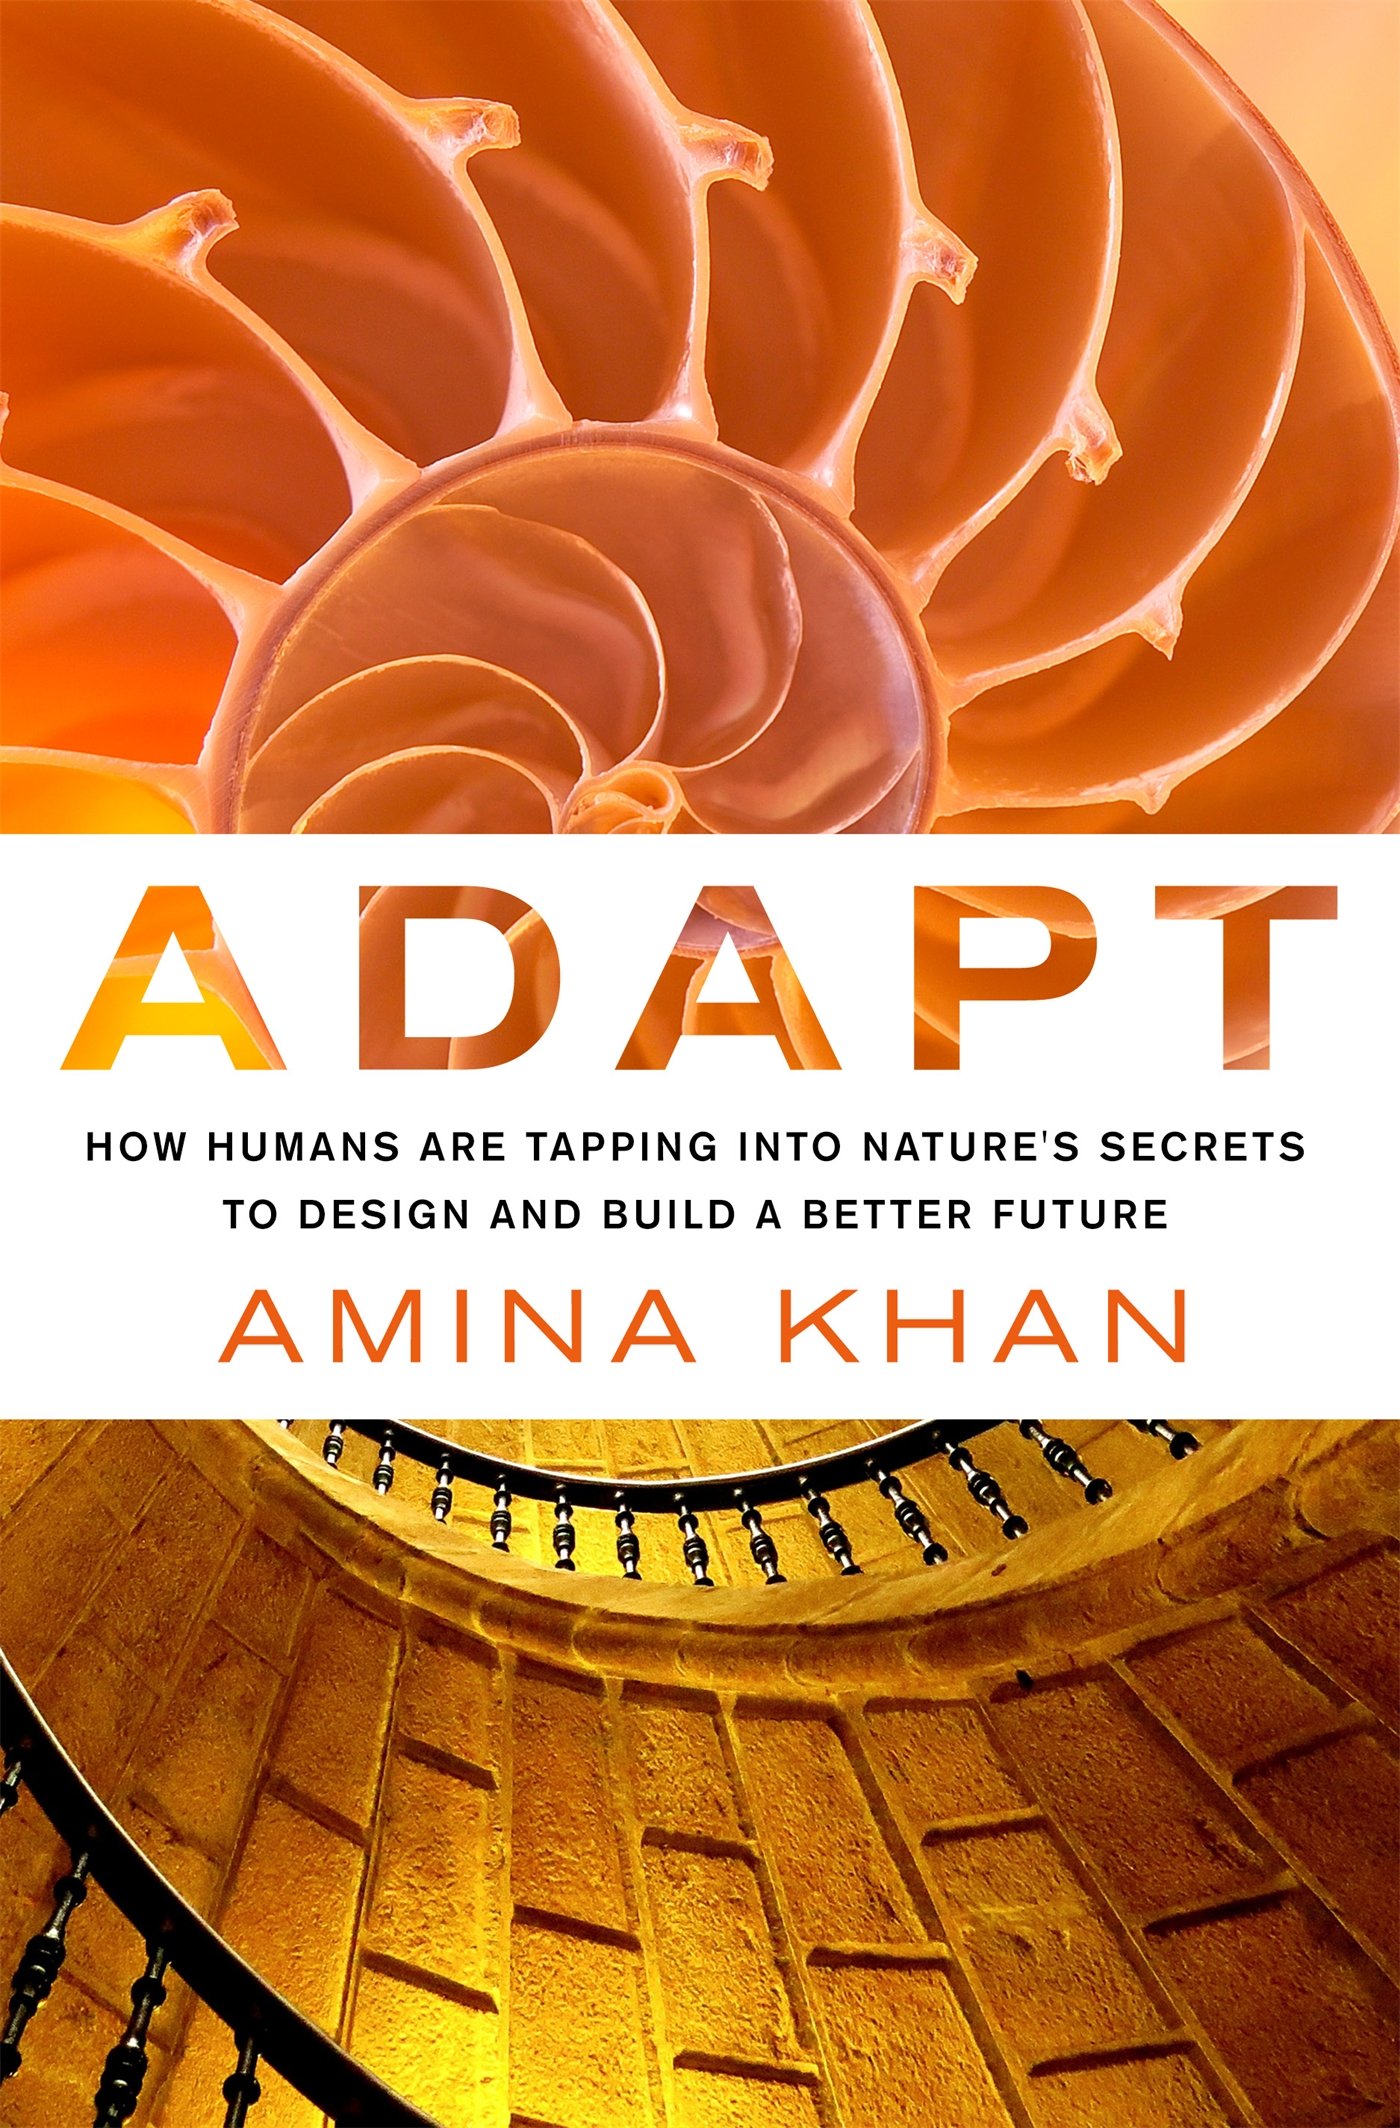 ADAPT
HOW HUMANS ARE TAPPING INTO NATURE'S SECRETS
TO DESIGN AND BUILD A BETTER FUTURE
AMINA KHAN